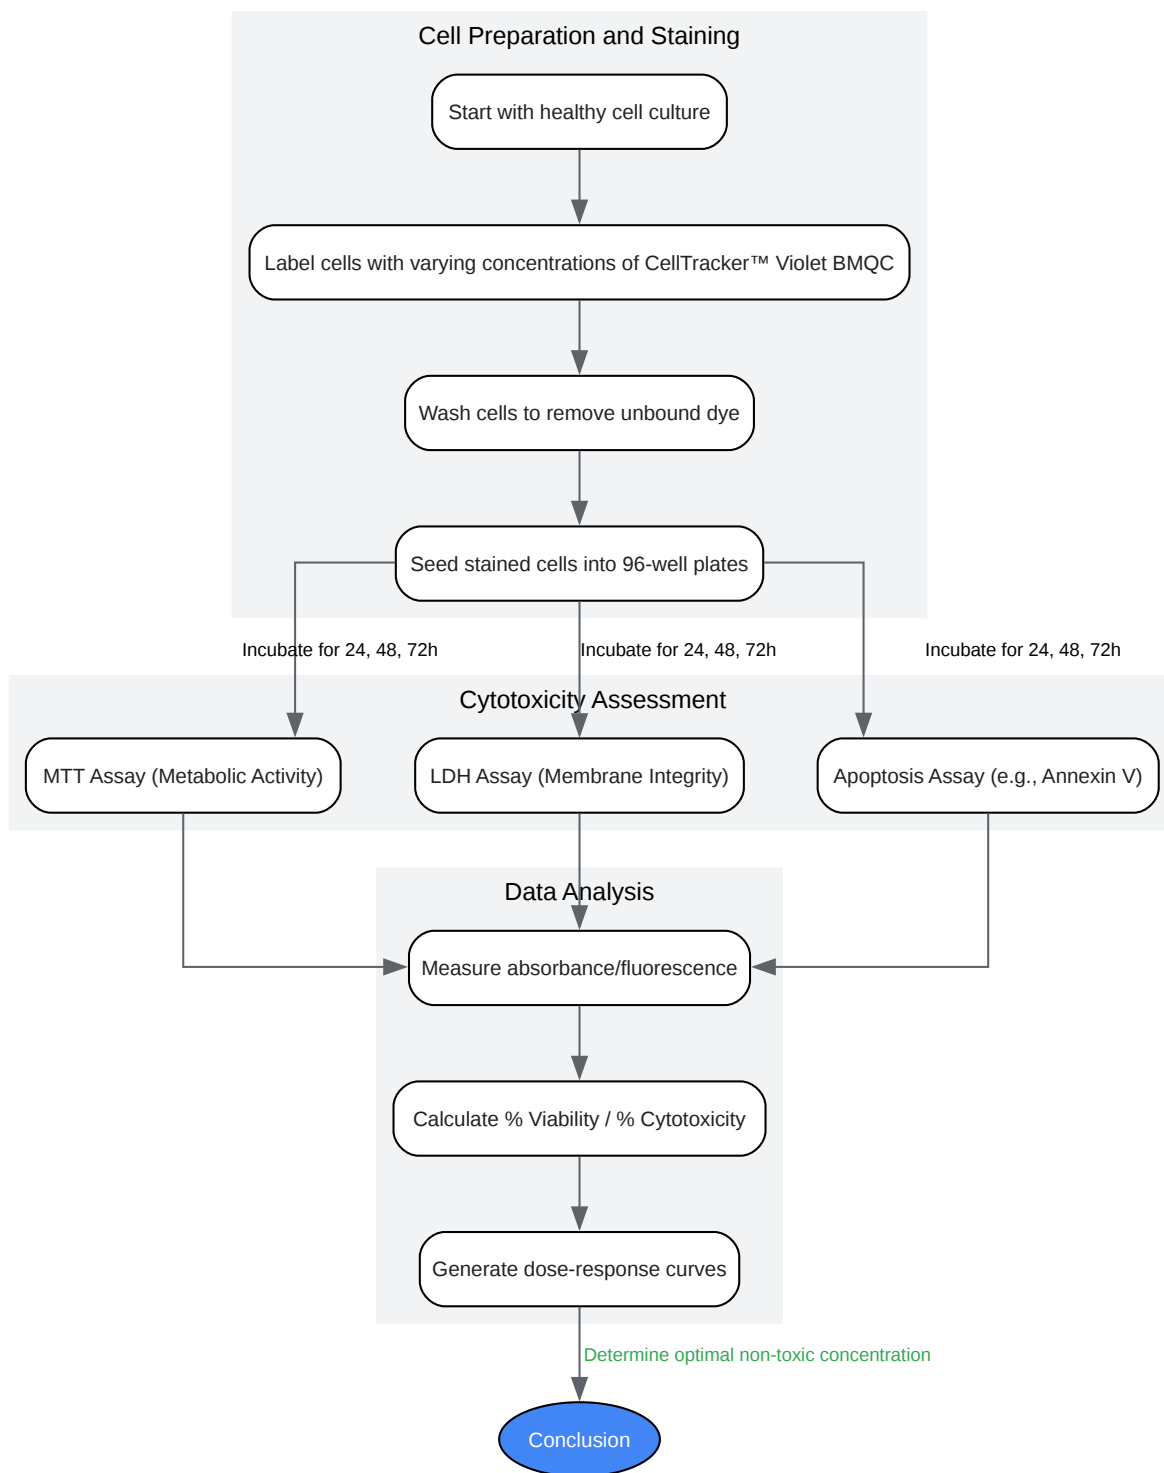 Cell Preparation and Staining
Start with healthy cell culture
Label cells with varying concentrations of CellTracker™ Violet BMQC
Wash cells to remove unbound dye
Seed stained cells into 96-well plates
Incubate for 24, 48, 72h
Incubate for 24, 48, 72h
Incubate for 24, 48, 72h
Cytotoxicity Assessment
MTT Assay (Metabolic Activity)
LDH Assay (Membrane Integrity)
Apoptosis Assay (e.g., Annexin V)
Data Analysis
Measure absorbance/fluorescence
Calculate % Viability / % Cytotoxicity
Generate dose-response curves
Determine optimal non-toxic concentration
Conclusion